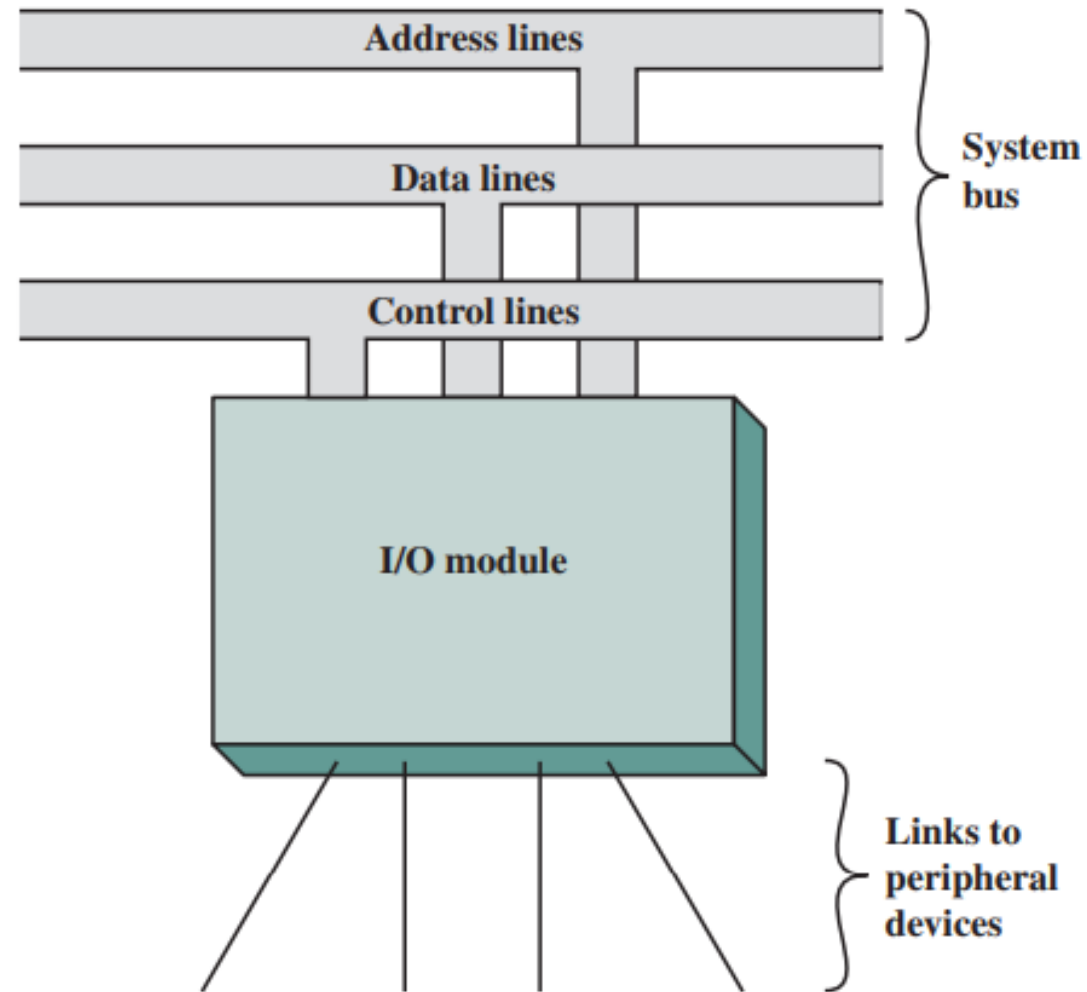 Address lines
System
bus
Data lines
Control lines
I/O module
Links to
peripheral
devices